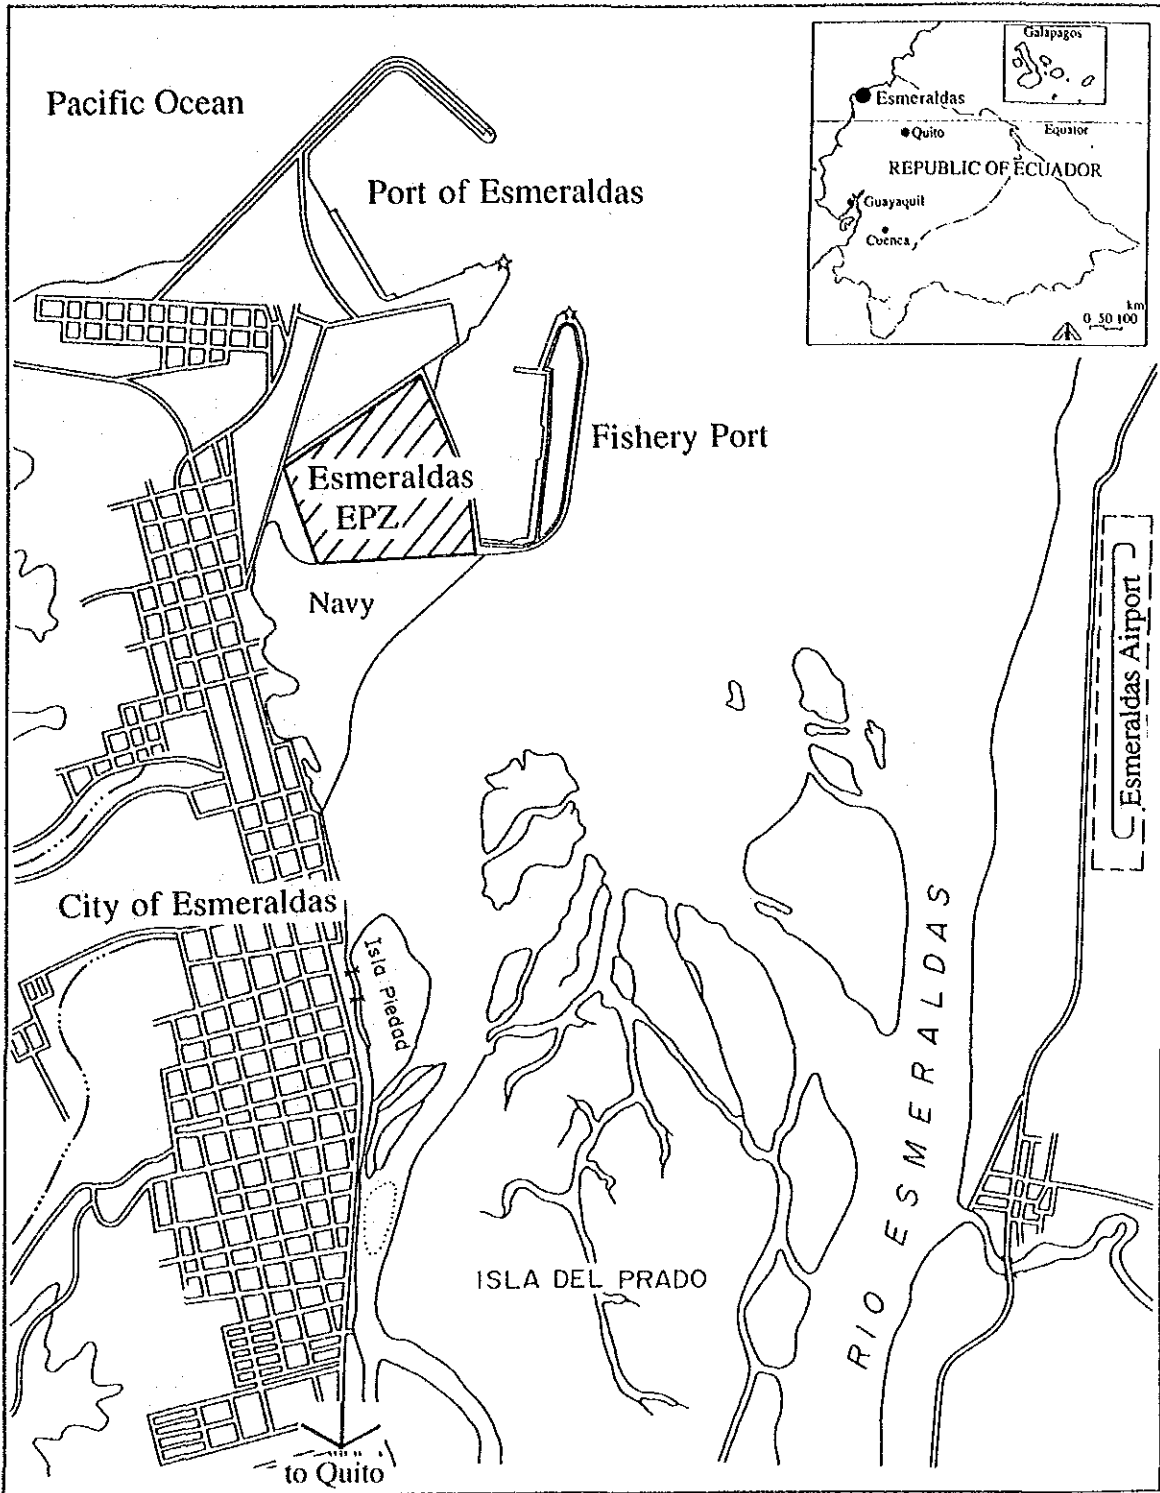 Pacific Ocean
Port of Esmeraldas
Galapagos
Esmeraldas
Quito
Equator
REPUBLIC OF ECUADOR
Guayaquil
Cuenca
km
0 50 100
Fishery Port
Esmeraldas
EPZ
Navy
Esmeraldas Airport
City of Esmeraldas
Isla Piedad
RIO ESMERALDAS
ISLA DEL PRADO
to Quito